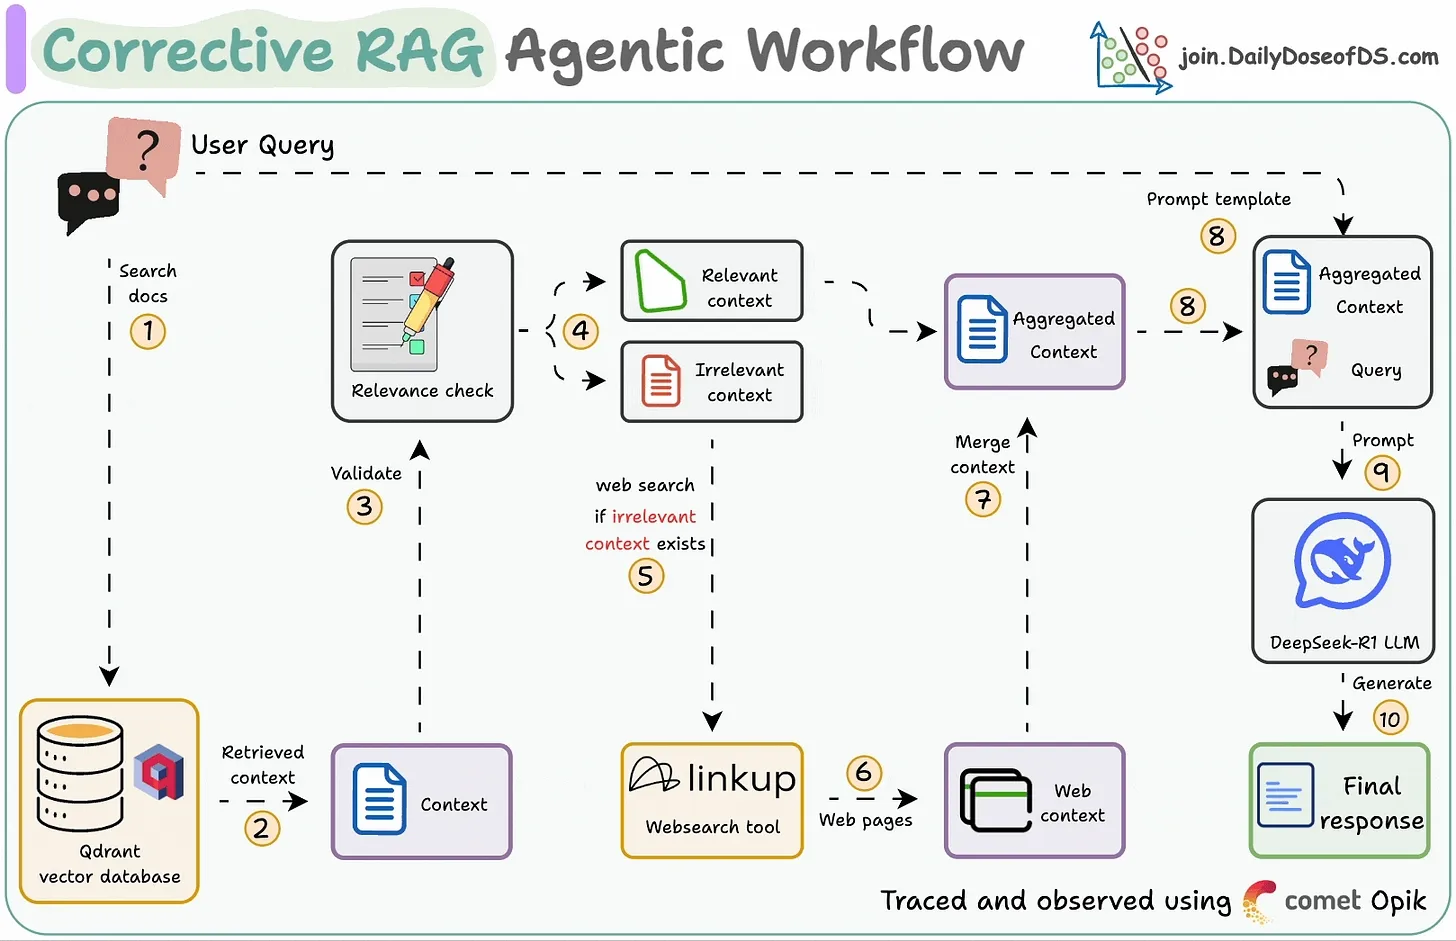 Corrective RAG Agentic Workflow
join.DailyDoseofDS.com
?
User Query
Search
docs
1
Qdrant
vector database
Retrieved
context
2
Context
Validate
3
Relevance check
4
Relevant
context
Irrelevant
context
web search
if irrelevant
context exists
5
linkup
Websearch tool
6
Web pages
Web
context
Merge
context
7
Aggregated
Context
8
Prompt template
8
Aggregated
Context
?
Query
Prompt
9
DeepSeek-R1 LLM
Generate
10
Final
response
Traced and observed using comet Opik